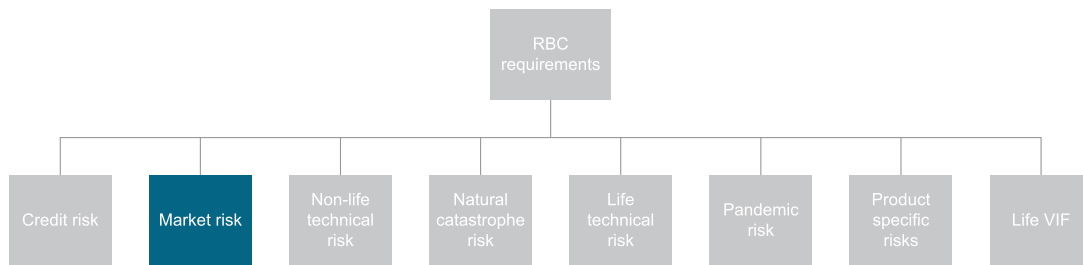 RBC
requirements
Credit risk
Market risk
Non-life
technical
risk
Natural
catastrophe
risk
Life
technical
risk
Pandemic
risk
Product
specific
risks
Life VIF